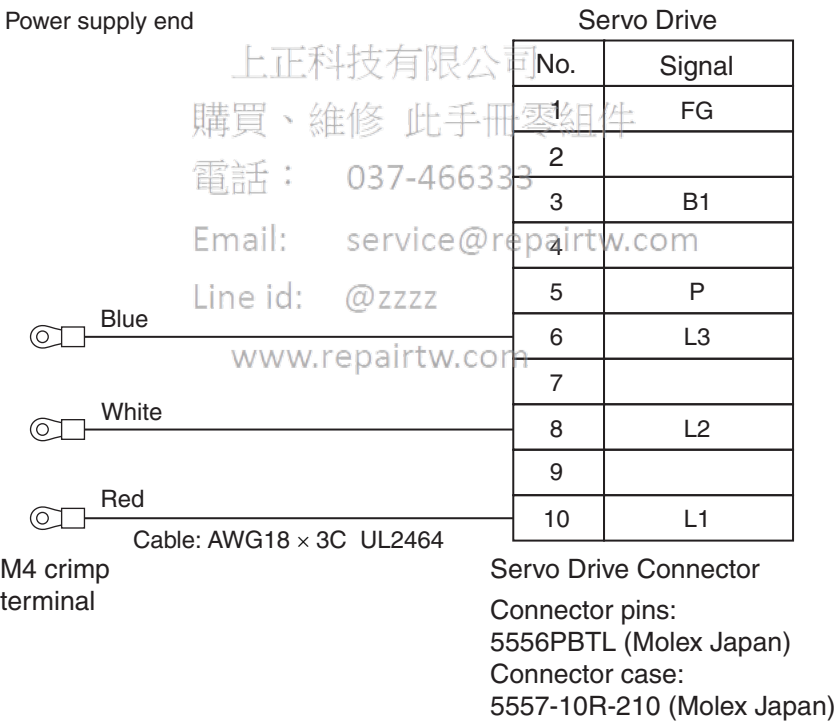 Power supply end
Servo Drive
上正科技有限公司
No. Signal
購買、維修 此手冊零組件
1 FG
2
電話： 037-466333
3 B1
Email: service@repairtw.com
4
Line id: @zzzz
5 P
Blue
6 L3
www.repairtw.com
7
White
8 L2
9
Red
10 L1
Cable: AWG18 × 3C UL2464
M4 crimp
terminal
Servo Drive Connector
Connector pins:
5556PBTL (Molex Japan)
Connector case:
5557-10R-210 (Molex Japan)